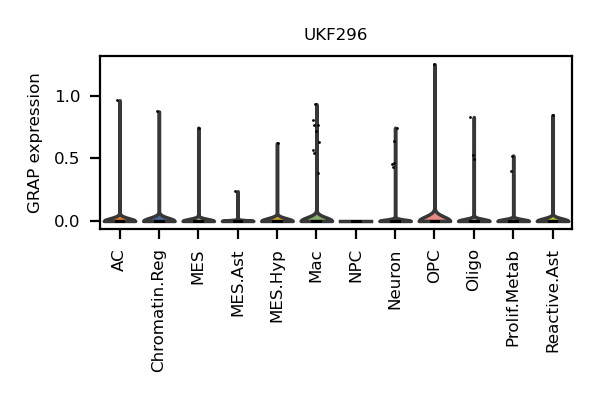 UKF296
GRAP expression
1.0
0.5
0.0
AC
Chromatin.Reg
MES
MES.Ast
MES.Hyp
Mac
NPC
Neuron
OPC
Oligo
Prolif.Metab
Reactive.Ast